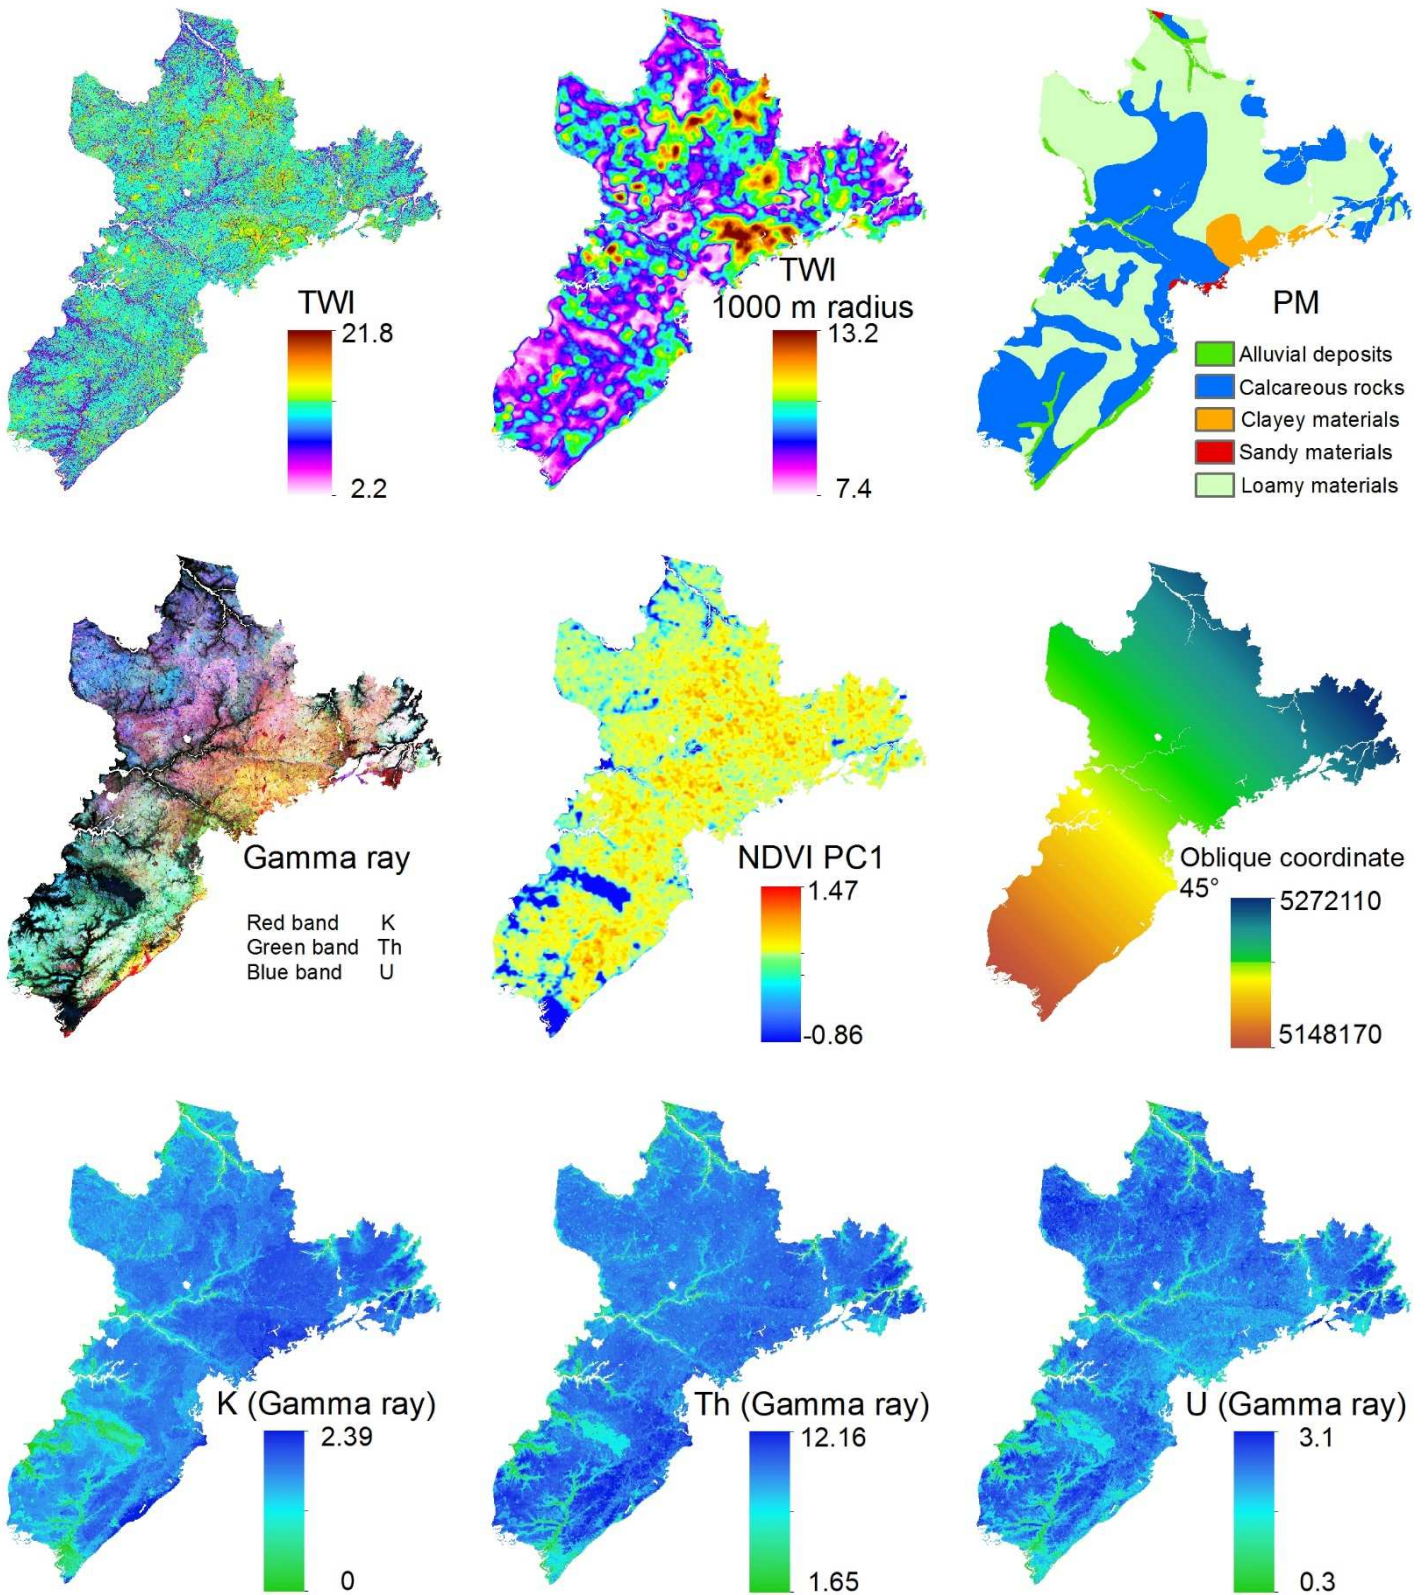 TWI
21.8
2.2
TWI
1000 m radius
13.2
7.4
PM
Alluvial deposits
Calcareous rocks
Clayey materials
Sandy materials
Loamy materials
Gamma ray
Red band K
Green band Th
Blue band U
NDVI PC1
1.47
-0.86
Oblique coordinate
45°
5272110
5148170
K (Gamma ray)
2.39
0
Th (Gamma ray)
12.16
1.65
U (Gamma ray)
3.1
0.3